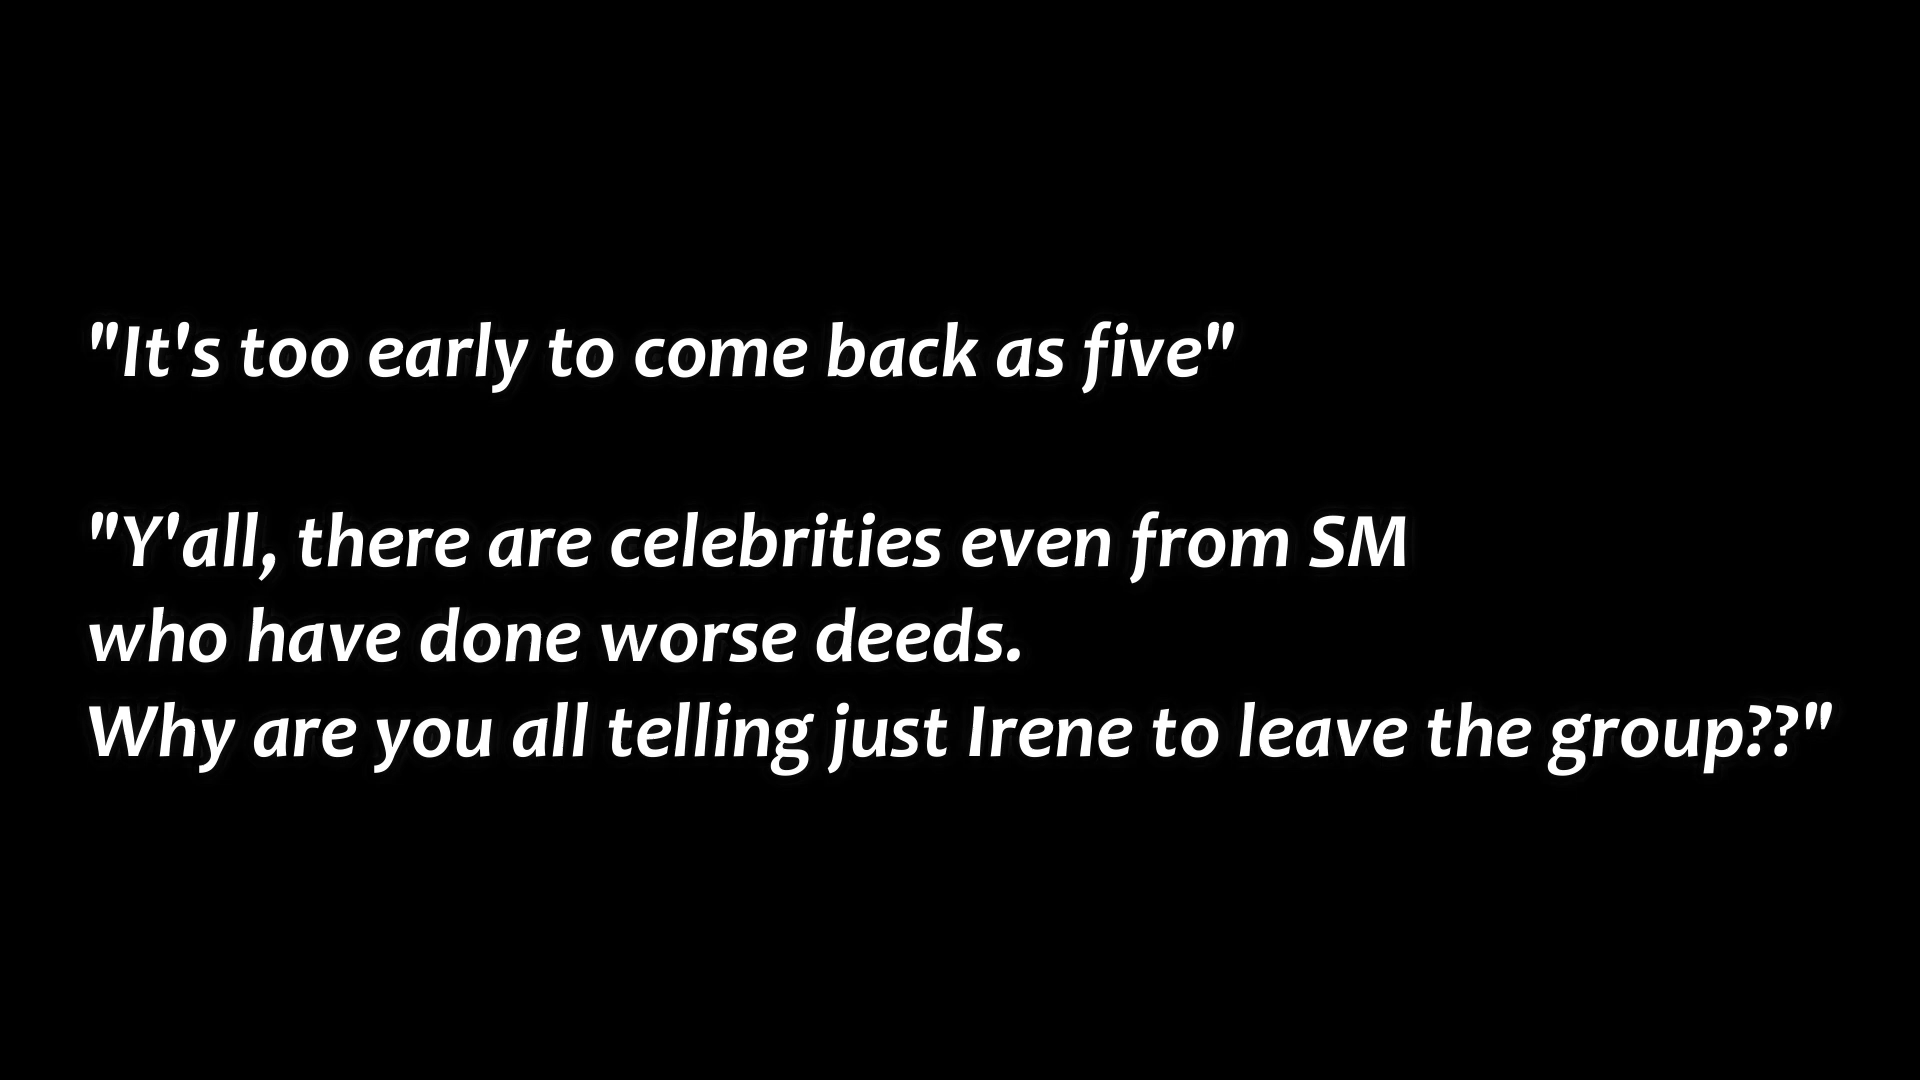 "It's too early to come back as five"
"Y'all, there are celebrities even from SM
who have done worse deeds.
Why are you all telling just Irene to leave the group??"